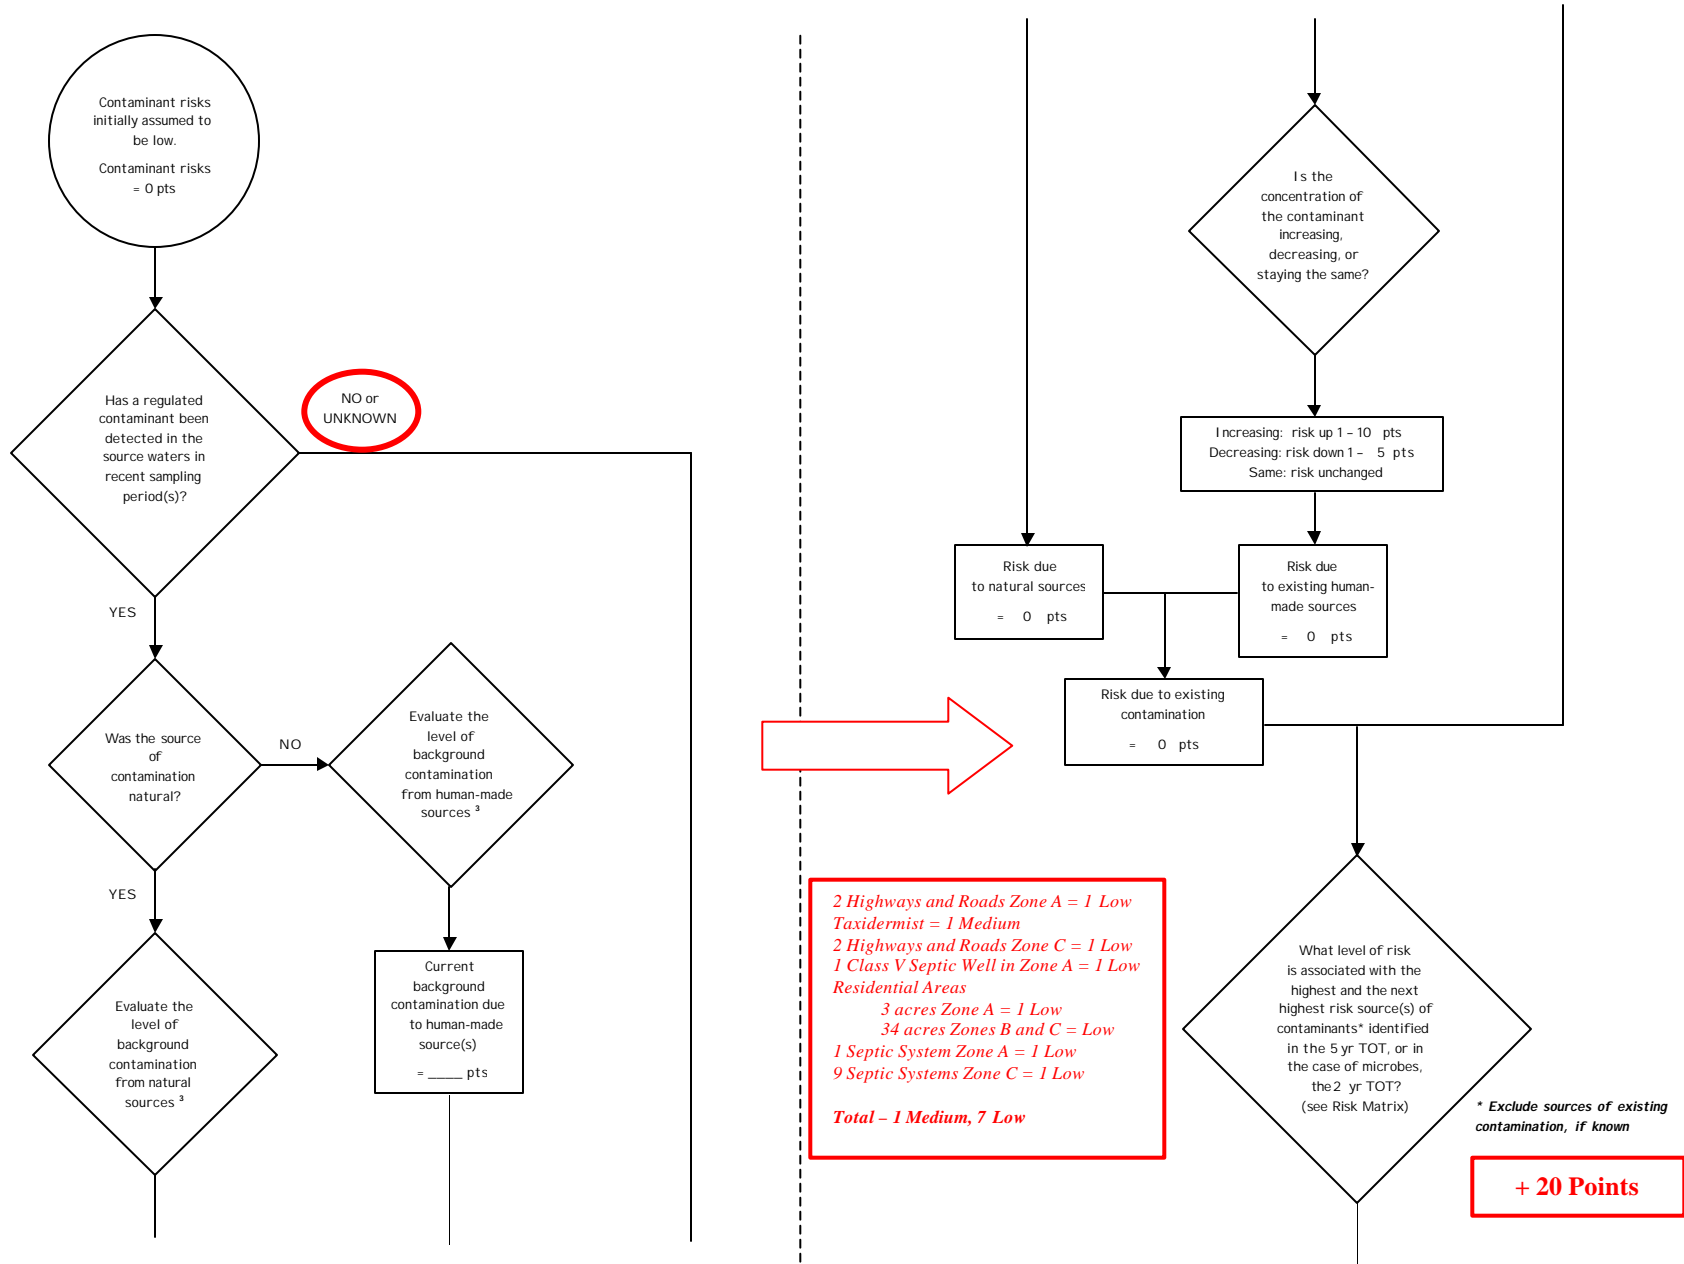 Contaminant risks
initially assumed to
be low.
Contaminant risks
= 0 pts
Has a regulated
contaminant been
detected in the
source waters in
recent sampling
period(s)?
NO or
UNKNOWN
YES
Was the source
of
contamination
natural?
NO
Evaluate the
level of
background
contamination
from human-made
sources ³
YES
Evaluate the
level of
background
contamination
from natural
sources ³
Current
background
contamination due
to human-made
source(s)
= ____ pts
Is the
concentration of
the contaminant
increasing,
decreasing, or
staying the same?
Increasing: risk up 1 – 10 pts
Decreasing: risk down 1 – 5 pts
Same: risk unchanged
Risk due
to natural sources
= 0 pts
Risk due
to existing human-
made sources
= 0 pts
Risk due to existing
contamination
= 0 pts
2 Highways and Roads Zone A = 1 Low
Taxidermist = 1 Medium
2 Highways and Roads Zone C = 1 Low
1 Class V Septic Well in Zone A = 1 Low
Residential Areas
3 acres Zone A = 1 Low
34 acres Zones B and C = Low
1 Septic System Zone A = 1 Low
9 Septic Systems Zone C = 1 Low
Total – 1 Medium, 7 Low
What level of risk
is associated with the
highest and the next
highest risk source(s) of
contaminants* identified
in the 5 yr TOT, or in
the case of microbes,
the 2 yr TOT?
(see Risk Matrix)
* Exclude sources of existing
contamination, if known
+ 20 Points